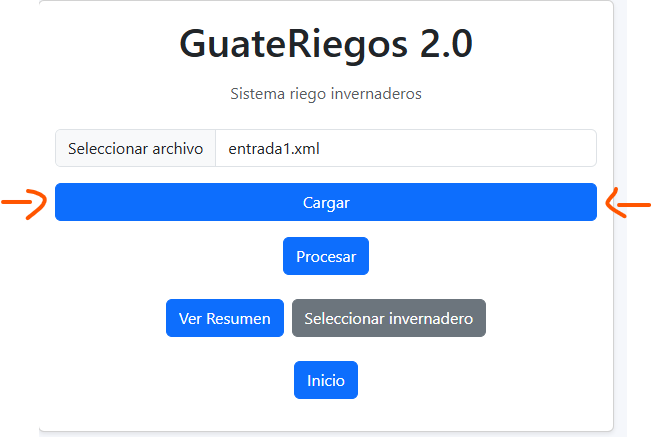 GuateRiegos 2.0
Sistema riego invernaderos
Seleccionar archivo entrada1.xml
Cargar
Procesar
Ver Resumen Seleccionar invernadero
Inicio